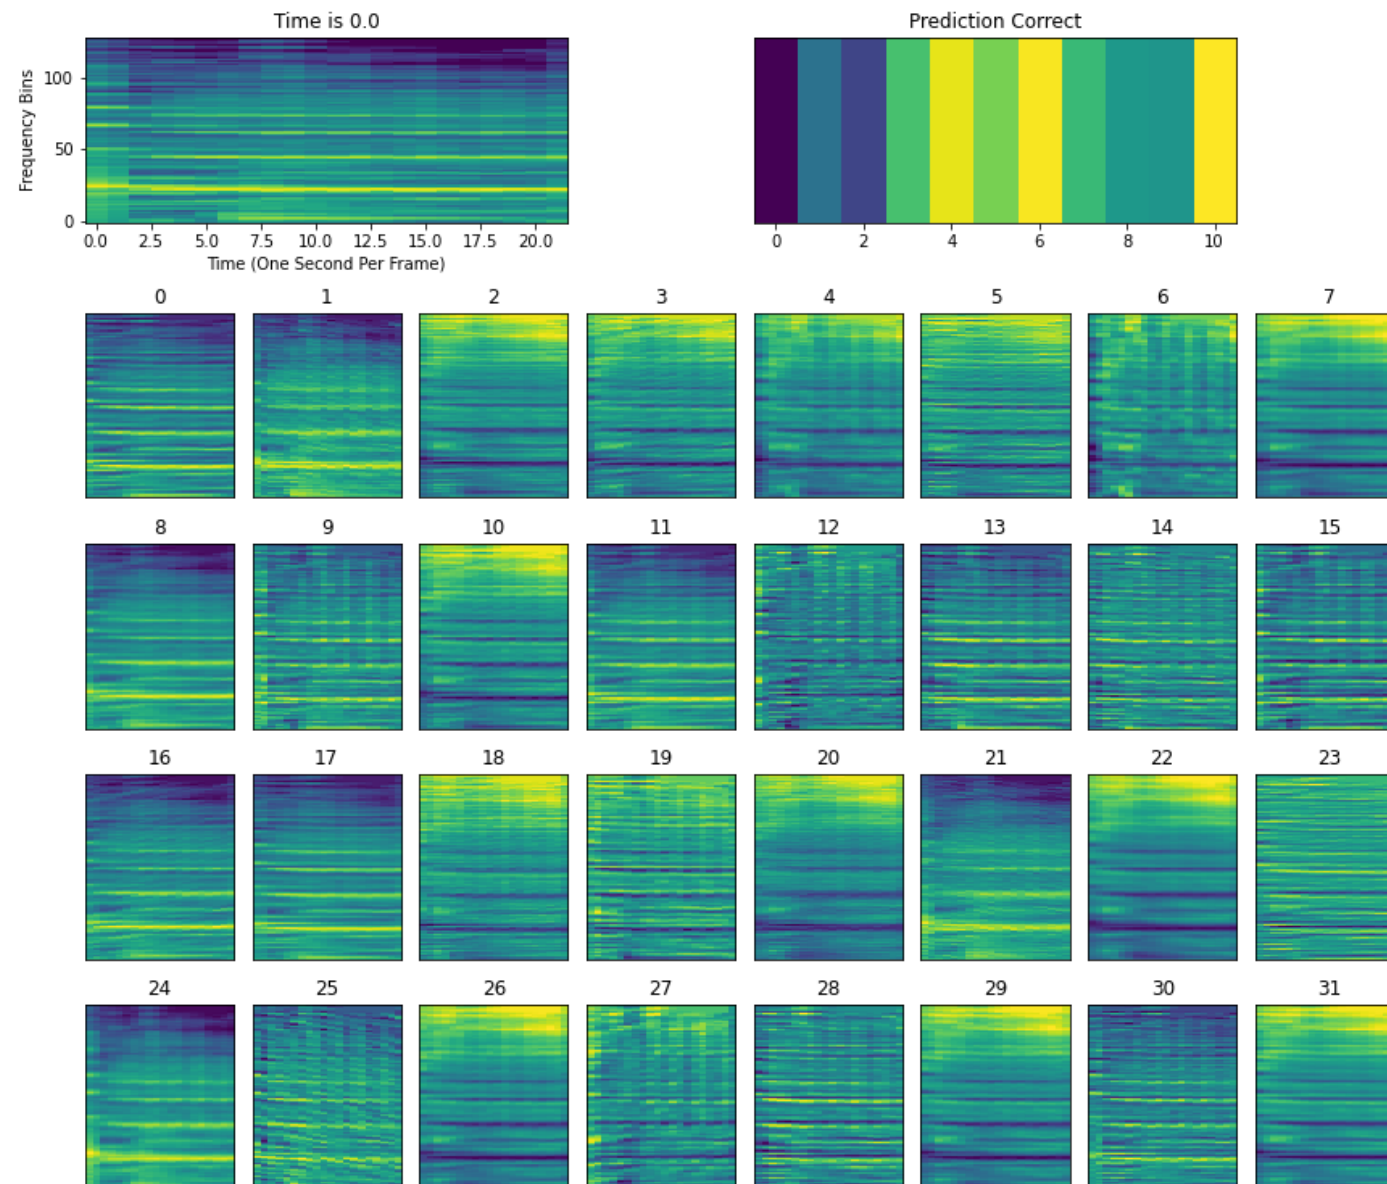 Time is 0.0
Prediction Correct
Frequency Bins
100
50
0
0.0 2.5 5.0 7.5 10.0 12.5 15.0 17.5 20.0
Time (One Second Per Frame)
0 2 4 6 8 10
0 1 2 3 4 5 6 7
8 9 10 11 12 13 14 15
16 17 18 19 20 21 22 23
24 25 26 27 28 29 30 31